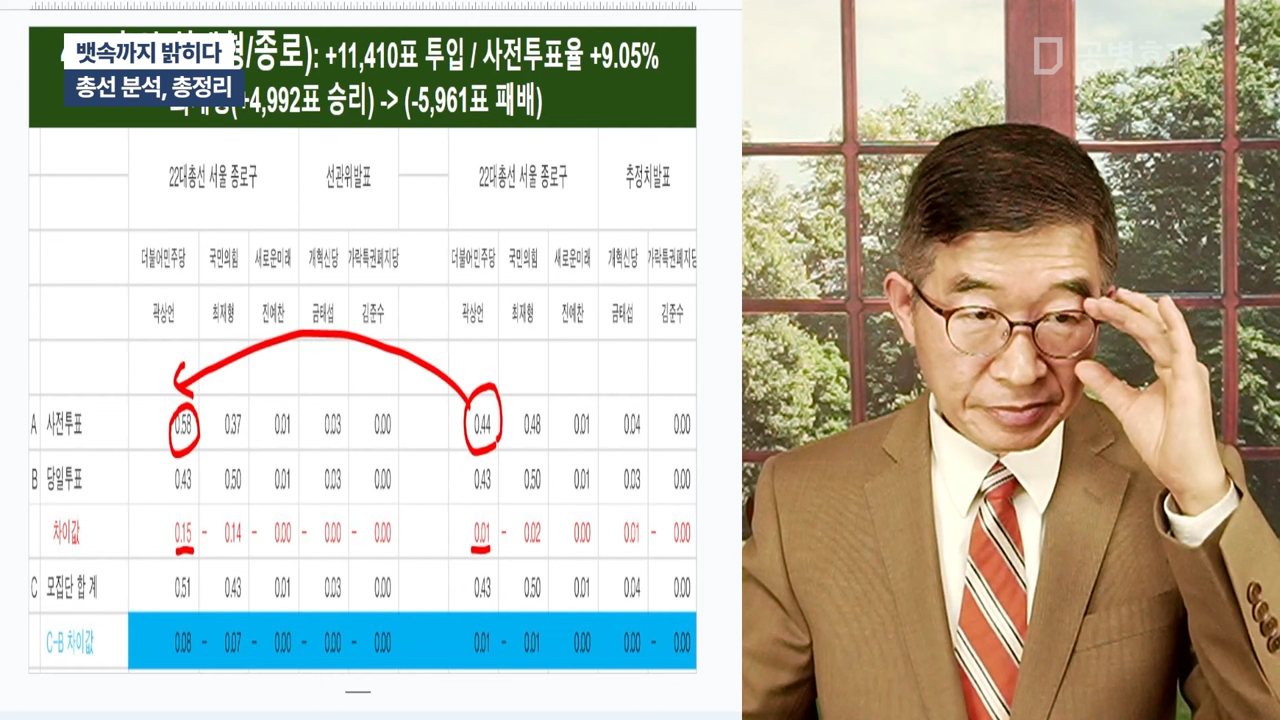 뱃속까지 밝히다
총선 분석, 총정리
형/종로): +11,410표 투입 / 사전투표율 +9.05%
+4,992표 승리) -> (-5,961표 패배)
22대총선 서울 종로구 선관위발표 22대총선 서울 종로구 추정치발표
더불어민주당 국민의힘 새로운미래 개혁신당 가락특권폐지당 더불어민주당 국민의힘 새로운미래 개혁신당 가락특권폐지당
곽상언 최재형 진예찬 금태섭 김준수 곽상언 최재형 진예찬 금태섭 김준수
A 사전투표 0.58 0.37 0.01 0.03 0.00 0.44 0.48 0.01 0.04 0.00
B 당일투표 0.43 0.50 0.01 0.03 0.00 0.43 0.50 0.01 0.03 0.00
차이값 0.15 - 0.14 - 0.00 - 0.00 - 0.00 0.01 - 0.02 0.00 0.01 - 0.00
C 모집단 합 계 0.51 0.43 0.01 0.03 0.00 0.43 0.50 0.01 0.04 0.00
C-B 차이값 0.08 - 0.07 - 0.00 - 0.00 - 0.00 0.01 - 0.01 0.00 0.00 - 0.00